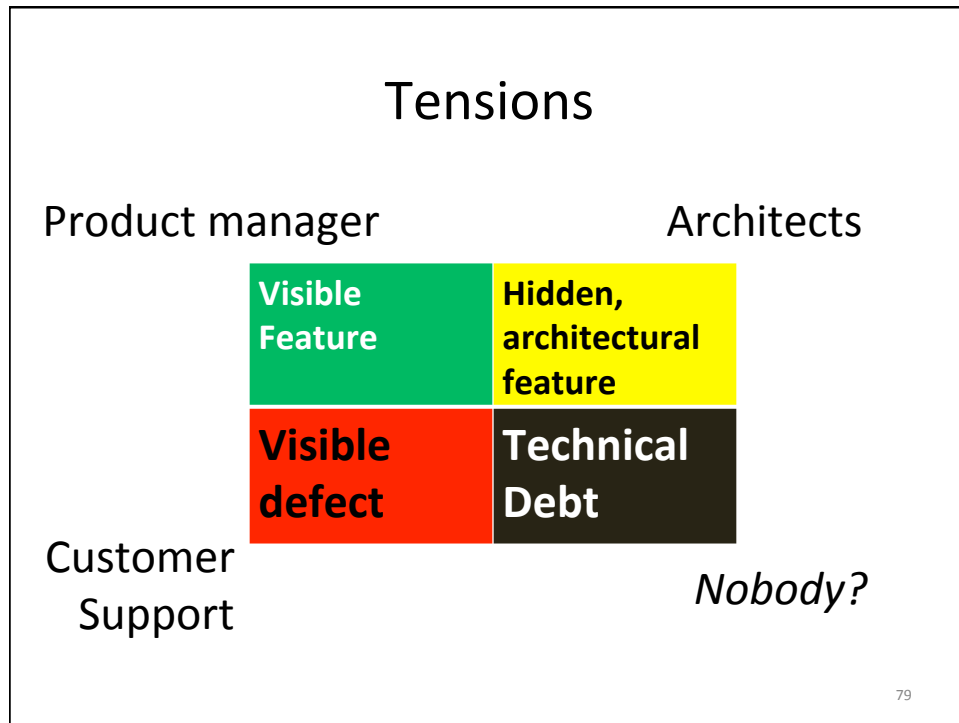 Tensions
Product manager
Architects
Visible
Feature
Hidden,
architectural
feature
Visible
defect
Technical
Debt
Customer
Support
Nobody?
79